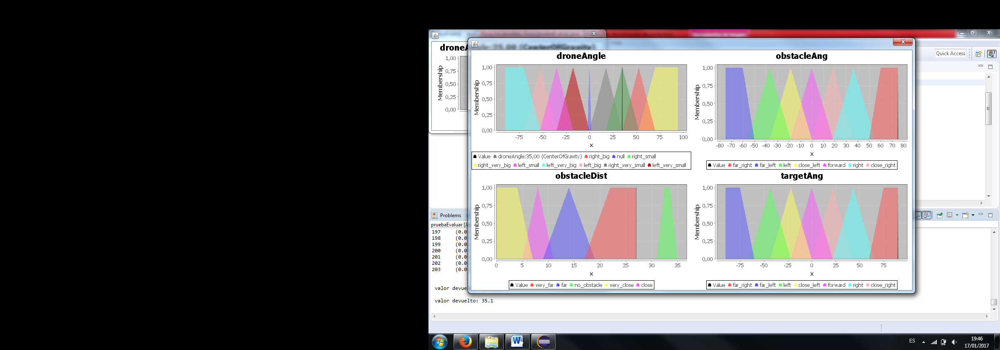 droneAngle:35,00 (CenterOfGravity)
1,00
0,75
0,50
0,25
0,00
Membership
droneAngle
1,00
0,75
0,50
0,25
0,00
Membership
-75 -50 -25 0 25 50 75 100
x
Value droneAngle:35,00 (CenterOfGravity) right_big null right_small
right_very_big left_small left_very_big left_big right_very_small left_very_small
obstacleAng
1,00
0,75
0,50
0,25
0,00
Membership
-80 -70 -60 -50 -40 -30 -20 -10 0 10 20 30 40 50 60 70 80
x
Value far_right far_left left close_left forward right close_right
obstacleDist
1,00
0,75
0,50
0,25
0,00
Membership
0 5 10 15 20 25 30 35
x
Value very_far far no_obstacle very_close close
targetAng
1,00
0,75
0,50
0,25
0,00
Membership
-75 -50 -25 0 25 50 75
x
Value far_right far_left left close_left forward right close_right
Quick Access
Problems
pruebaEvaluar [Ja
197 (0.0
198 (0.0
199 (0.0
200 (0.0
201 (0.0
202 (0.0
203 (0.0
valor devuel
valor devuelto: 35.1
ES
19:46
17/01/2017